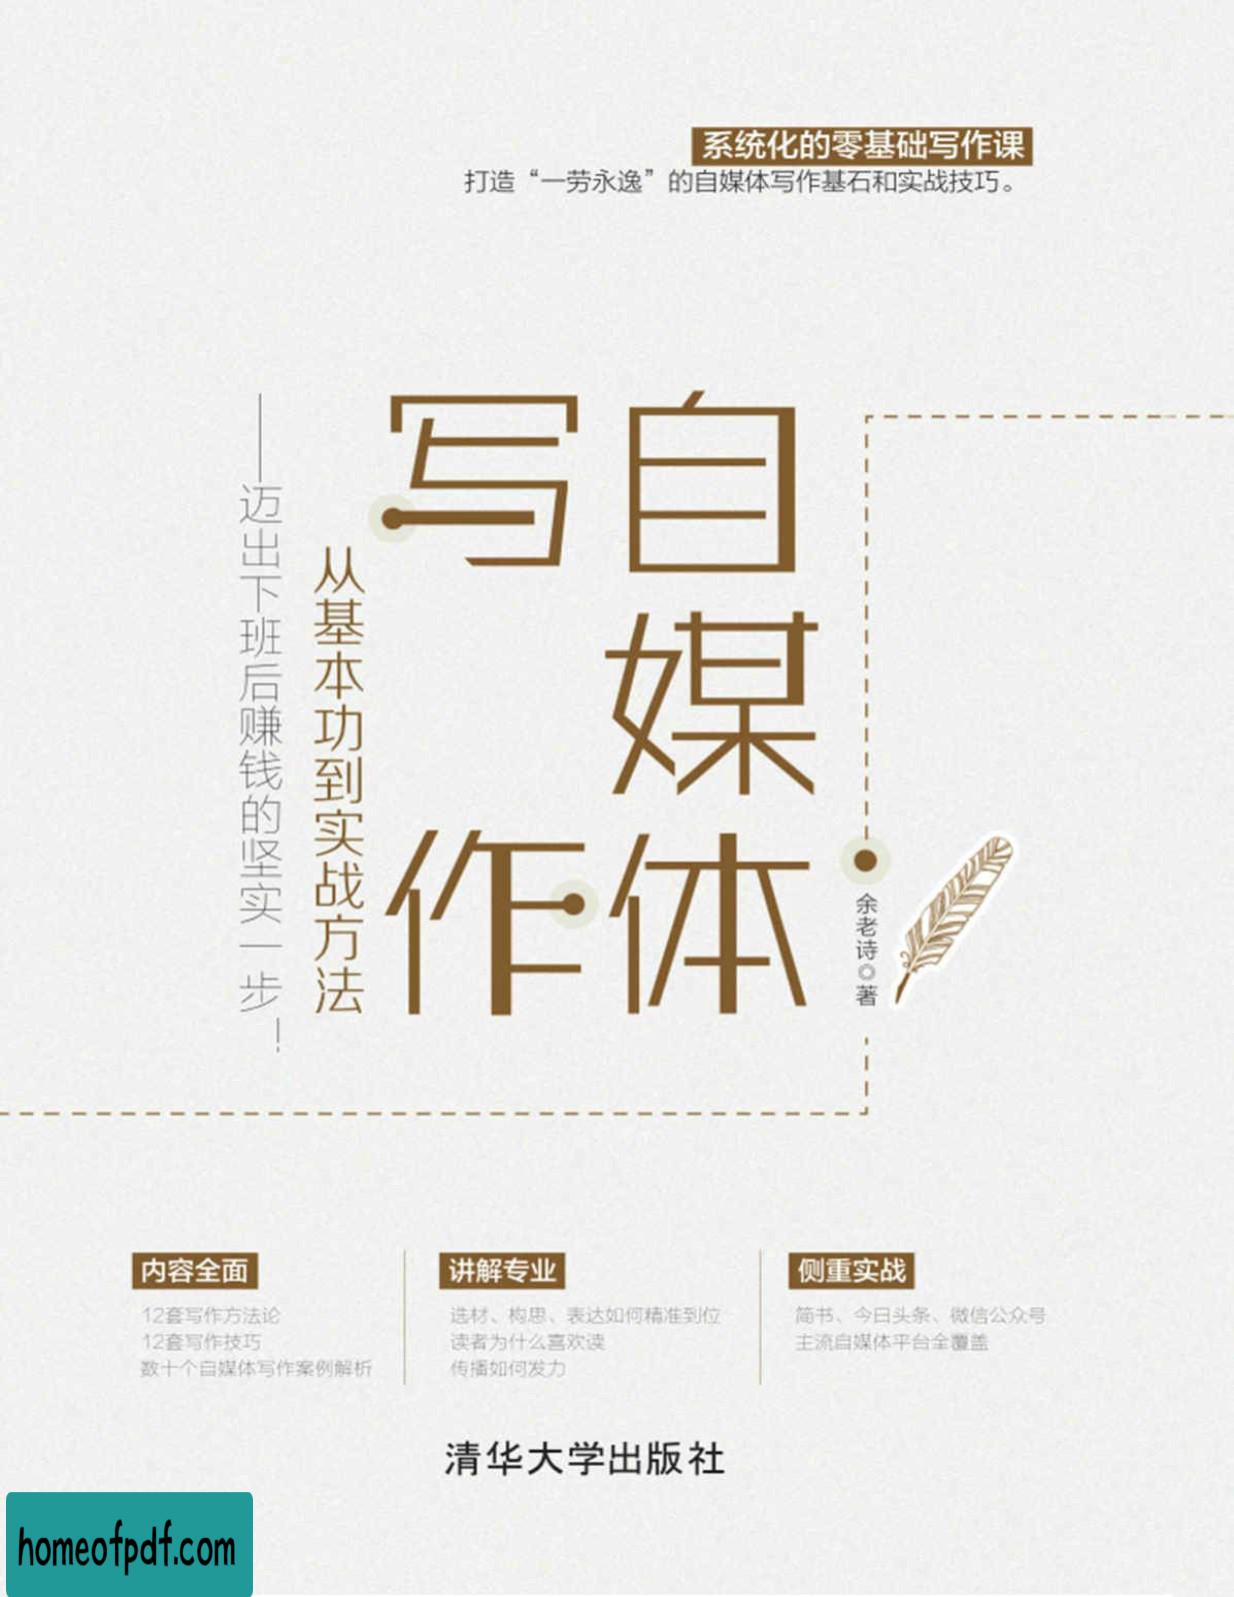 系统化的零基础写作课
打造“一劳永逸”的自媒体写作基石和实战技巧。
自媒体
写作
从基本功到实战方法
——迈出下班后赚钱的坚实一步！
余老诗◎著
内容全面
12套写作方法论
12套写作技巧
数十个自媒体写作案例解析
讲解专业
选材、构思、表达如何精准到位
读者为什么喜欢读
传播如何发力
侧重实战
简书、今日头条、微信公众号
主流自媒体平台全覆盖
清华大学出版社
homeofpdf.com